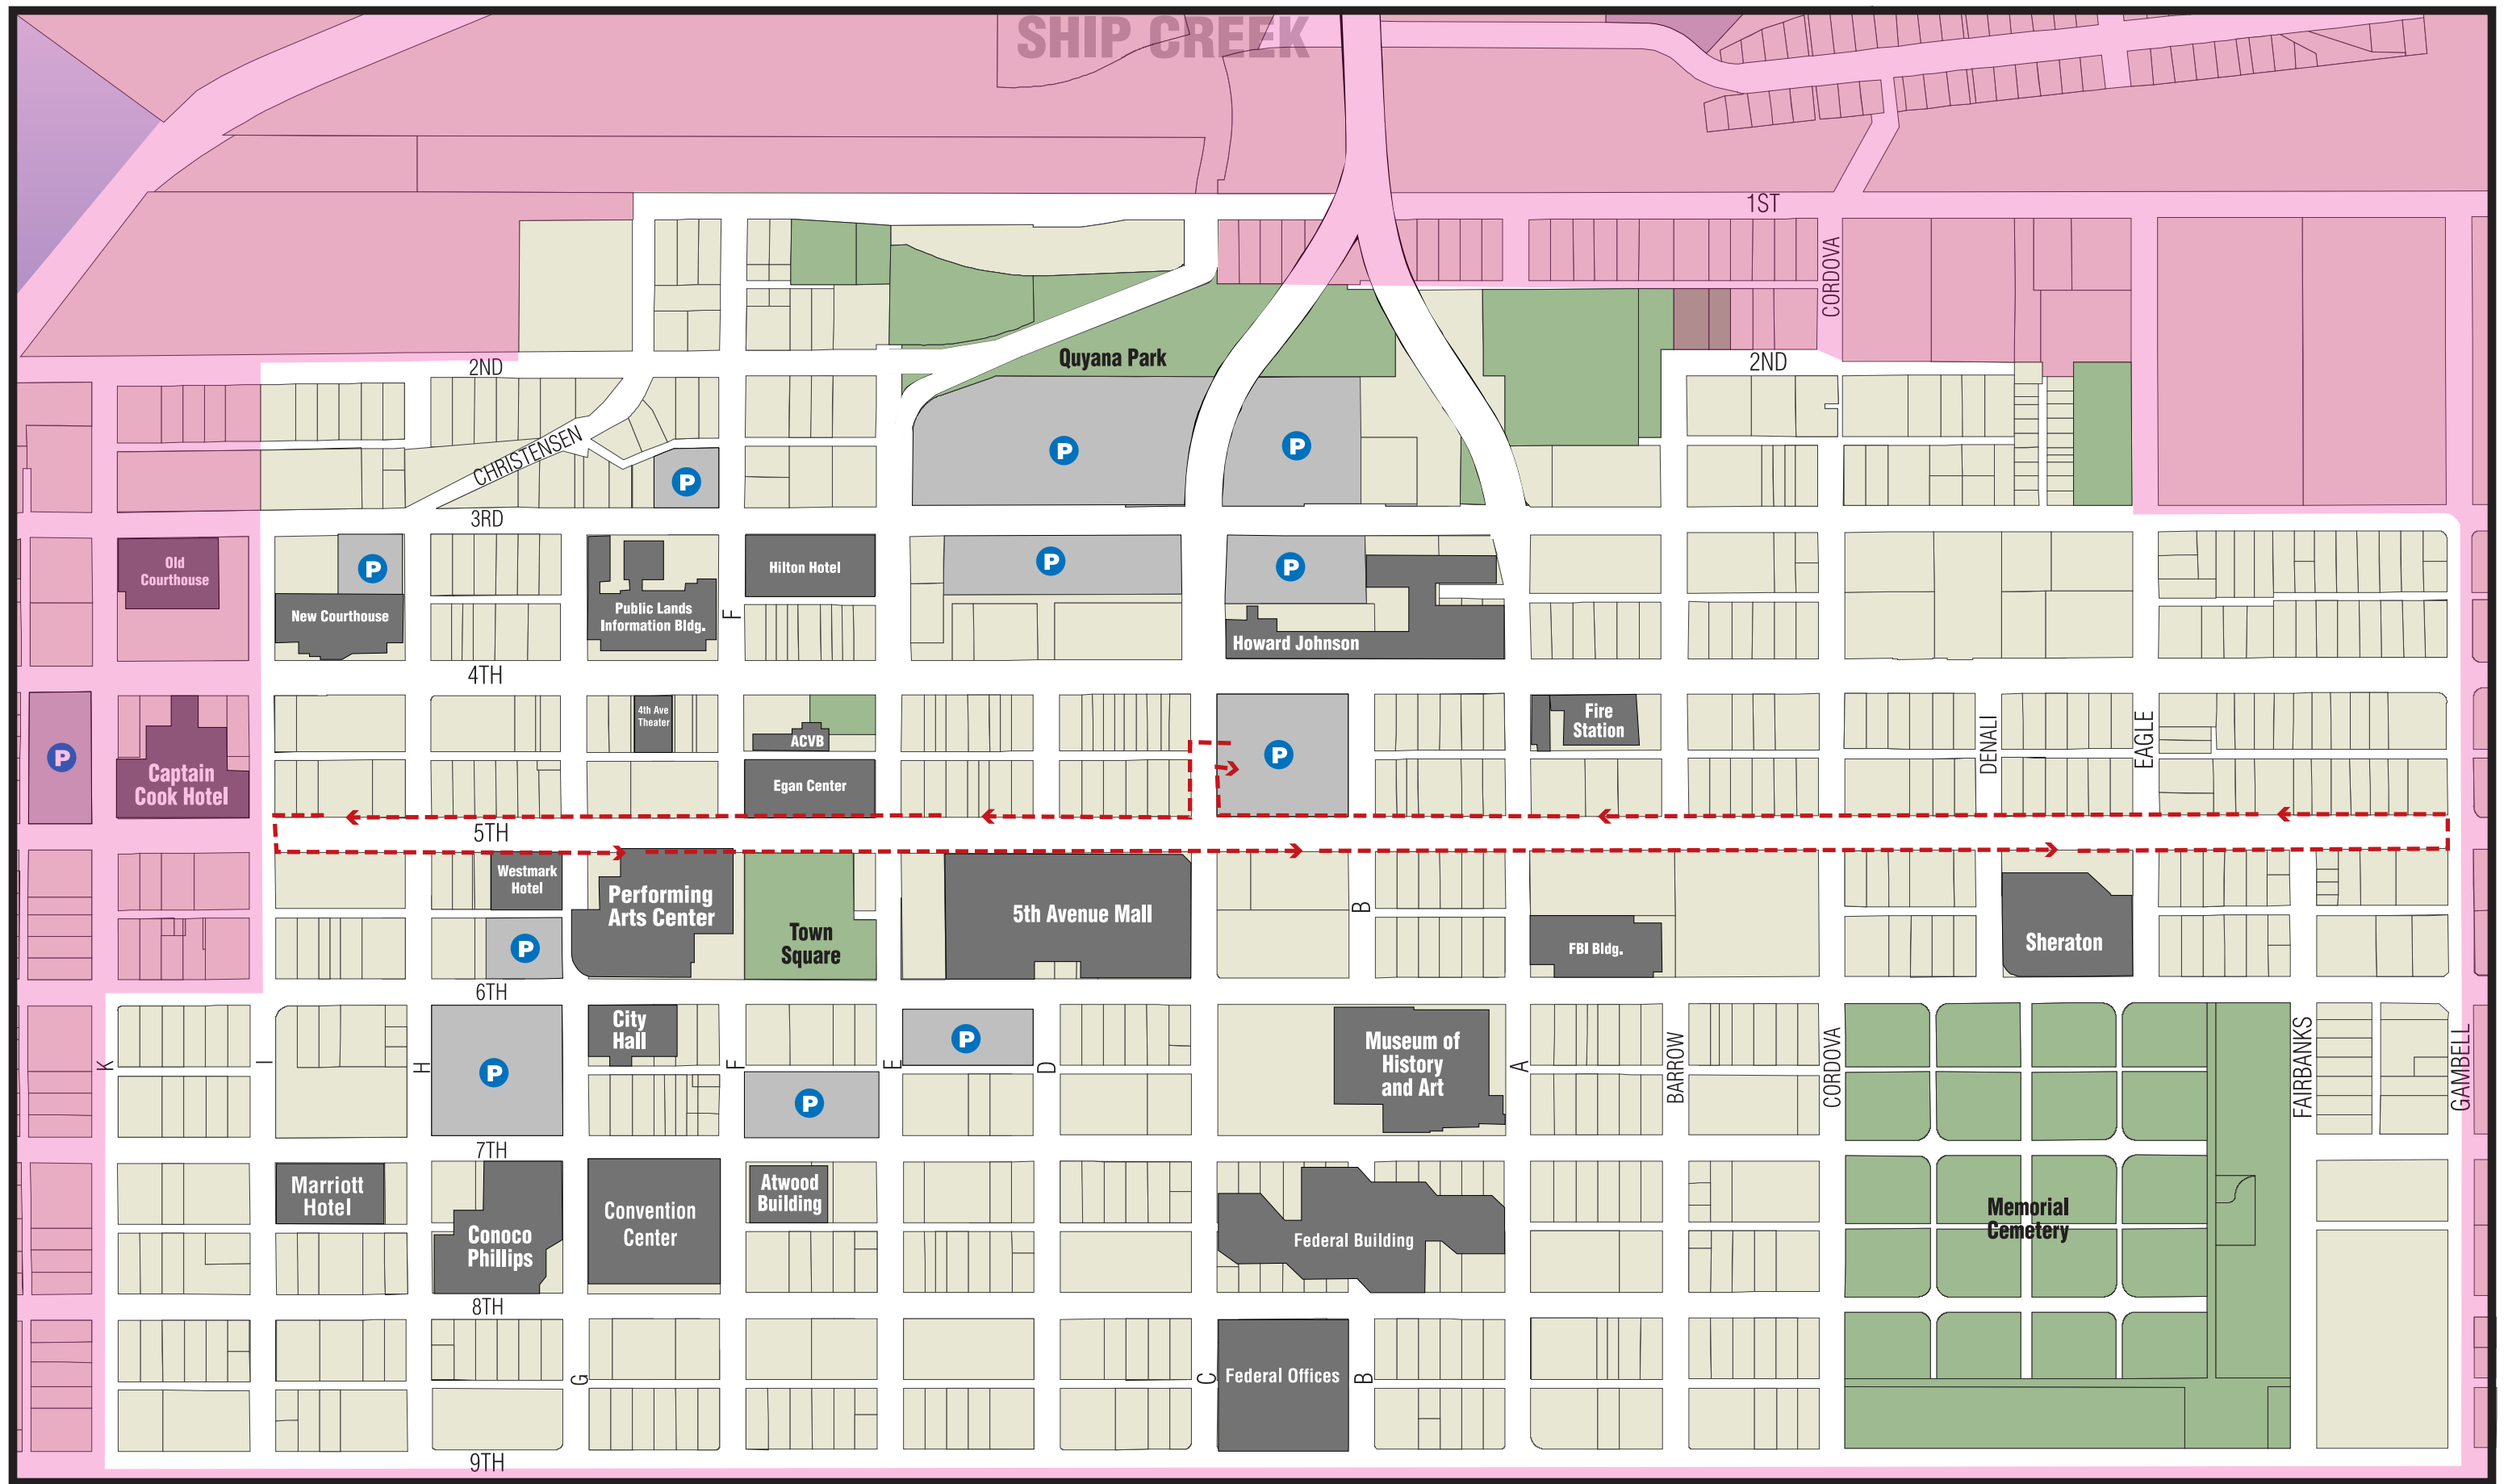 SHIP CREEK
1ST
CORDOVA
Quyana Park
2ND
2ND
CHRISTENSEN
P
P
P
3RD
Old
Courthouse
P
New Courthouse
Public Lands
Information Bldg.
F
Hilton Hotel
P
P
Howard Johnson
4TH
P
Captain
Cook Hotel
4th Ave
Theater
ACVB
Egan Center
P
Fire
Station
DENALI
EAGLE
5TH
Westmark
Hotel
P
Performing
Arts Center
Town
Square
5th Avenue Mall
B
FBI Bldg.
Sheraton
6TH
K
I
H
P
City
Hall
F
P
E
P
D
Museum of
History
and Art
A
BARROW
CORDOVA
FAIRBANKS
GAMBELL
7TH
Marriott
Hotel
Conoco
Phillips
Convention
Center
Atwood
Building
Federal Building
Memorial
Cemetery
8TH
G
C
Federal Offices
B
9TH